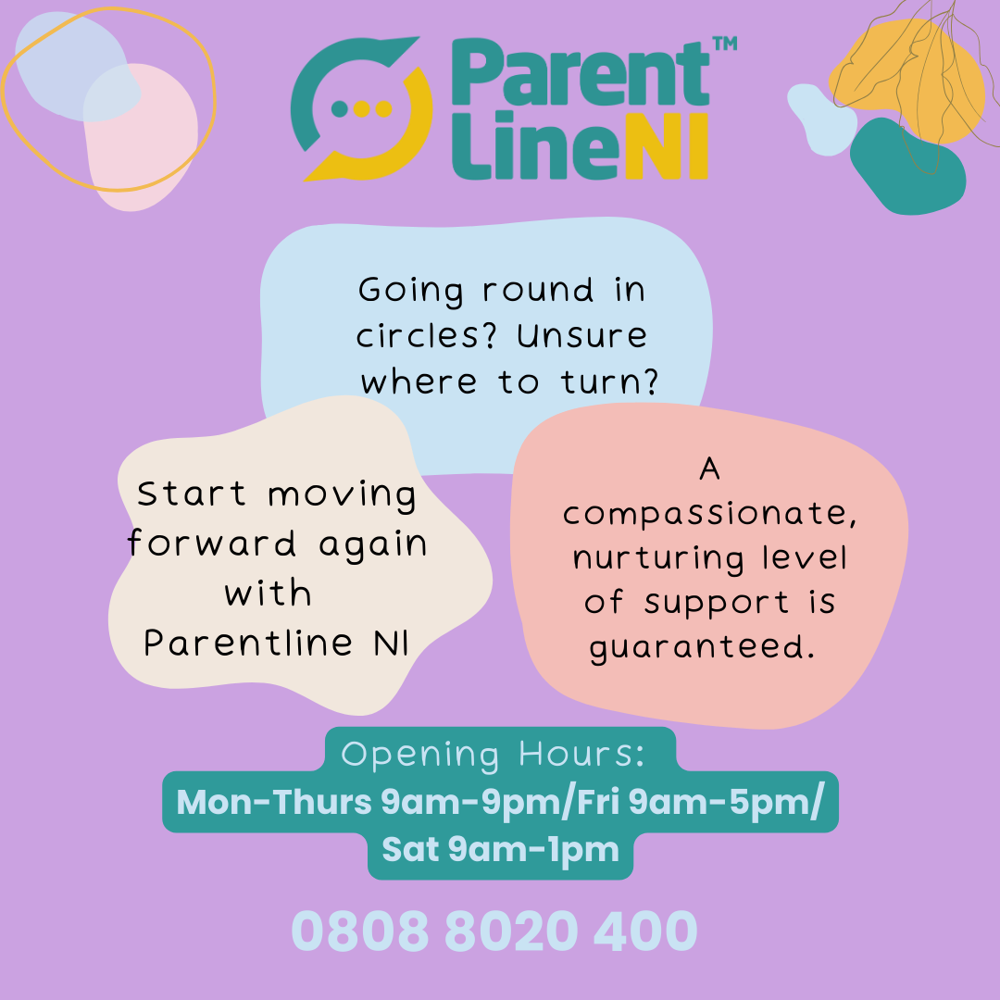 Parent™
LineNI
Going round in
circles? Unsure
where to turn?
Start moving
forward again
with
Parentline NI
A
compassionate,
nurturing level
of support is
guaranteed.
Opening Hours:
Mon-Thurs 9am-9pm/Fri 9am-5pm/
Sat 9am-1pm
0808 8020 400